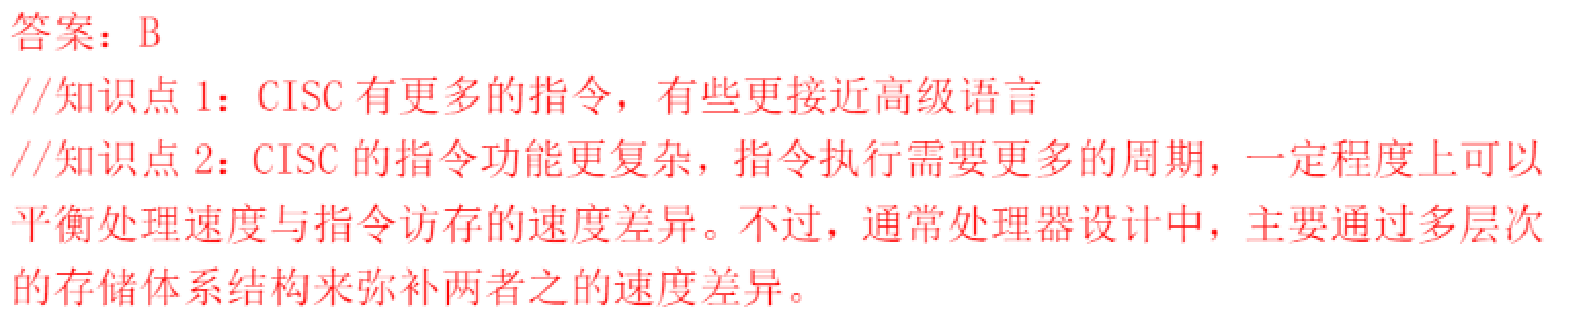 答案：B
//知识点 1：CISC 有更多的指令，有些更接近高级语言
//知识点 2：CISC 的指令功能更复杂，指令执行需要更多的周期，一定程度上可以
平衡处理速度与指令访存的速度差异。不过，通常处理器设计中，主要通过多层次
的存储体系结构来弥补两者之的速度差异。